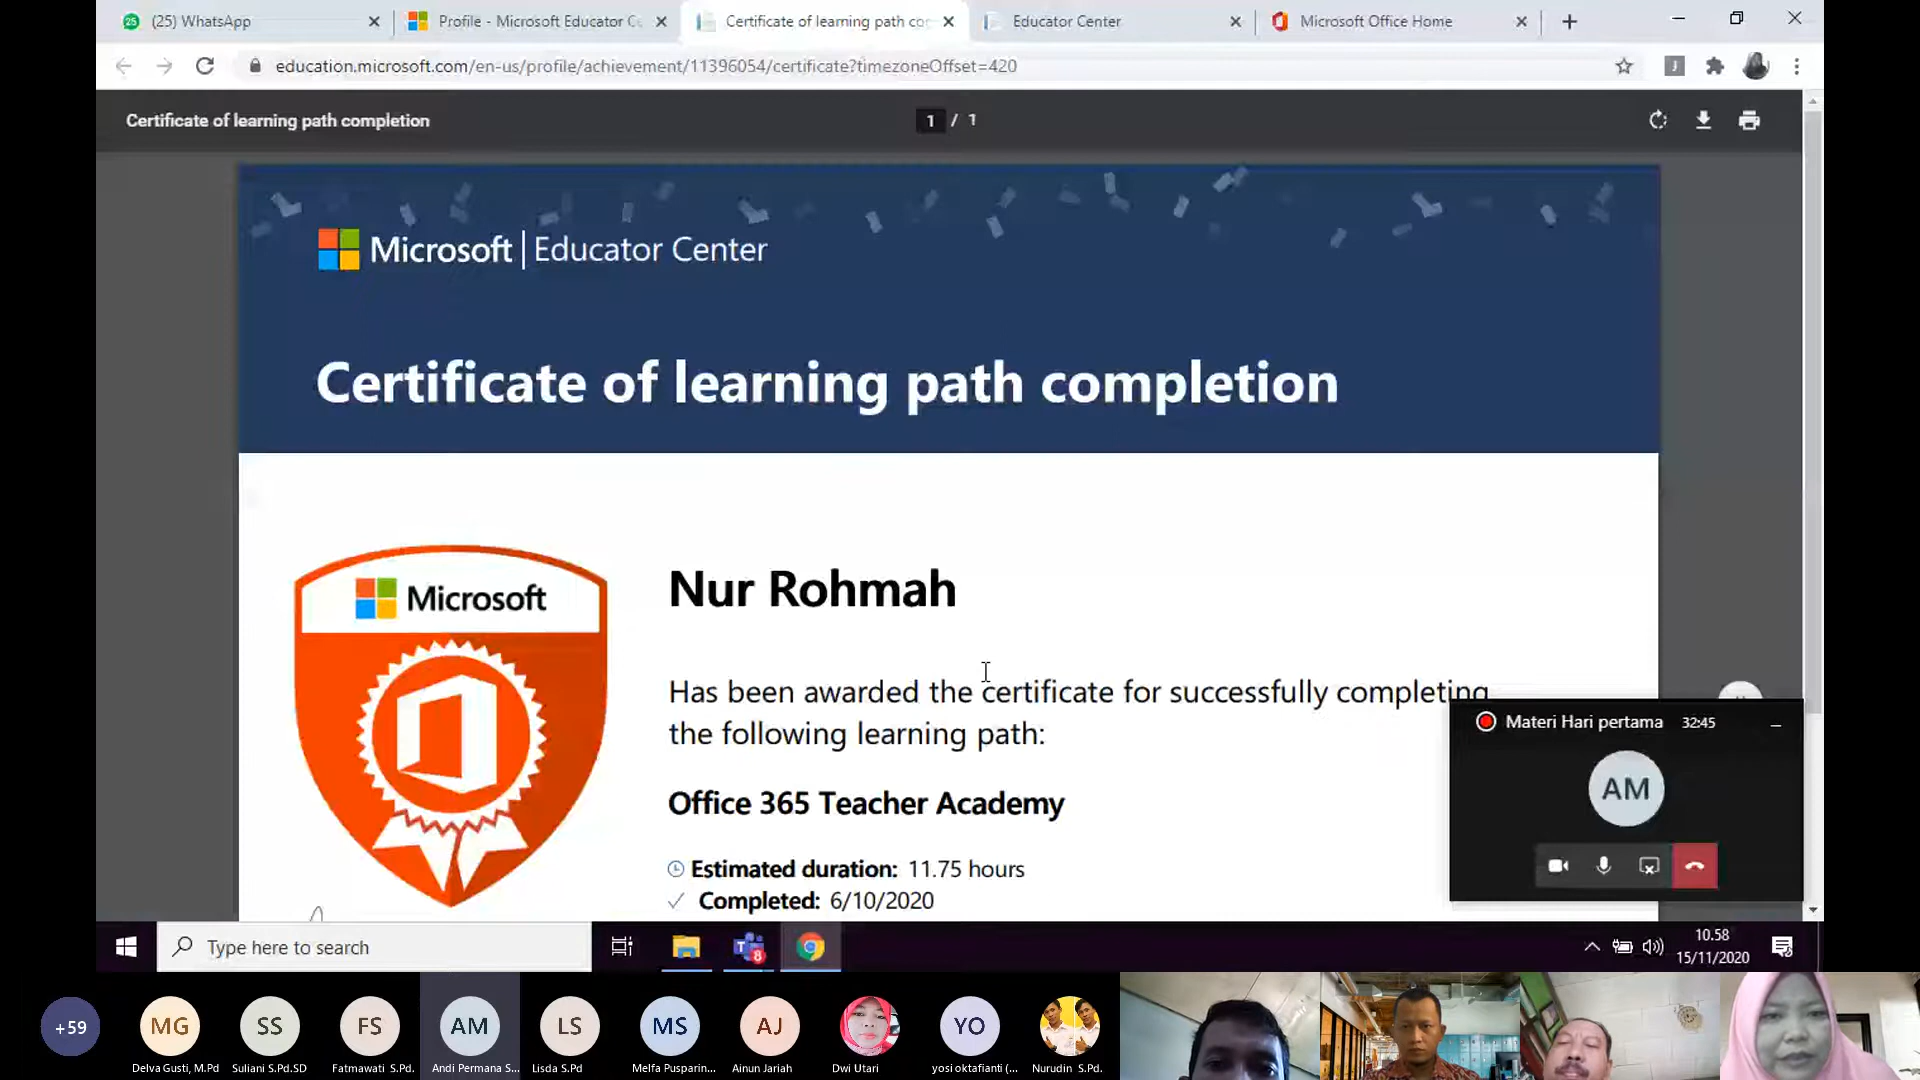 (25) WhatsApp
Profile - Microsoft Educator Ce
Certificate of learning path co
Educator Center
Microsoft Office Home
education.microsoft.com/en-us/profile/achievement/11396054/certificate?timezoneOffset=420
Certificate of learning path completion
1 / 1
Microsoft | Educator Center
Certificate of learning path completion
Microsoft
Nur Rohmah
Has been awarded the certificate for successfully completing
the following learning path:
Office 365 Teacher Academy
Estimated duration: 11.75 hours
Completed: 6/10/2020
Materi Hari pertama 32:45
AM
Type here to search
8
10.58
15/11/2020
+59
MG
SS
FS
AM
LS
MS
AJ
YO
Delva Gusti, M.Pd
Suliani S.Pd.SD
Fatmawati S.Pd.
Andi Permana S...
Lisda S.Pd
Melfa Pusparin...
Ainun Jariah
Dwi Utari
yosi oktafianti (...
Nurudin S.Pd.